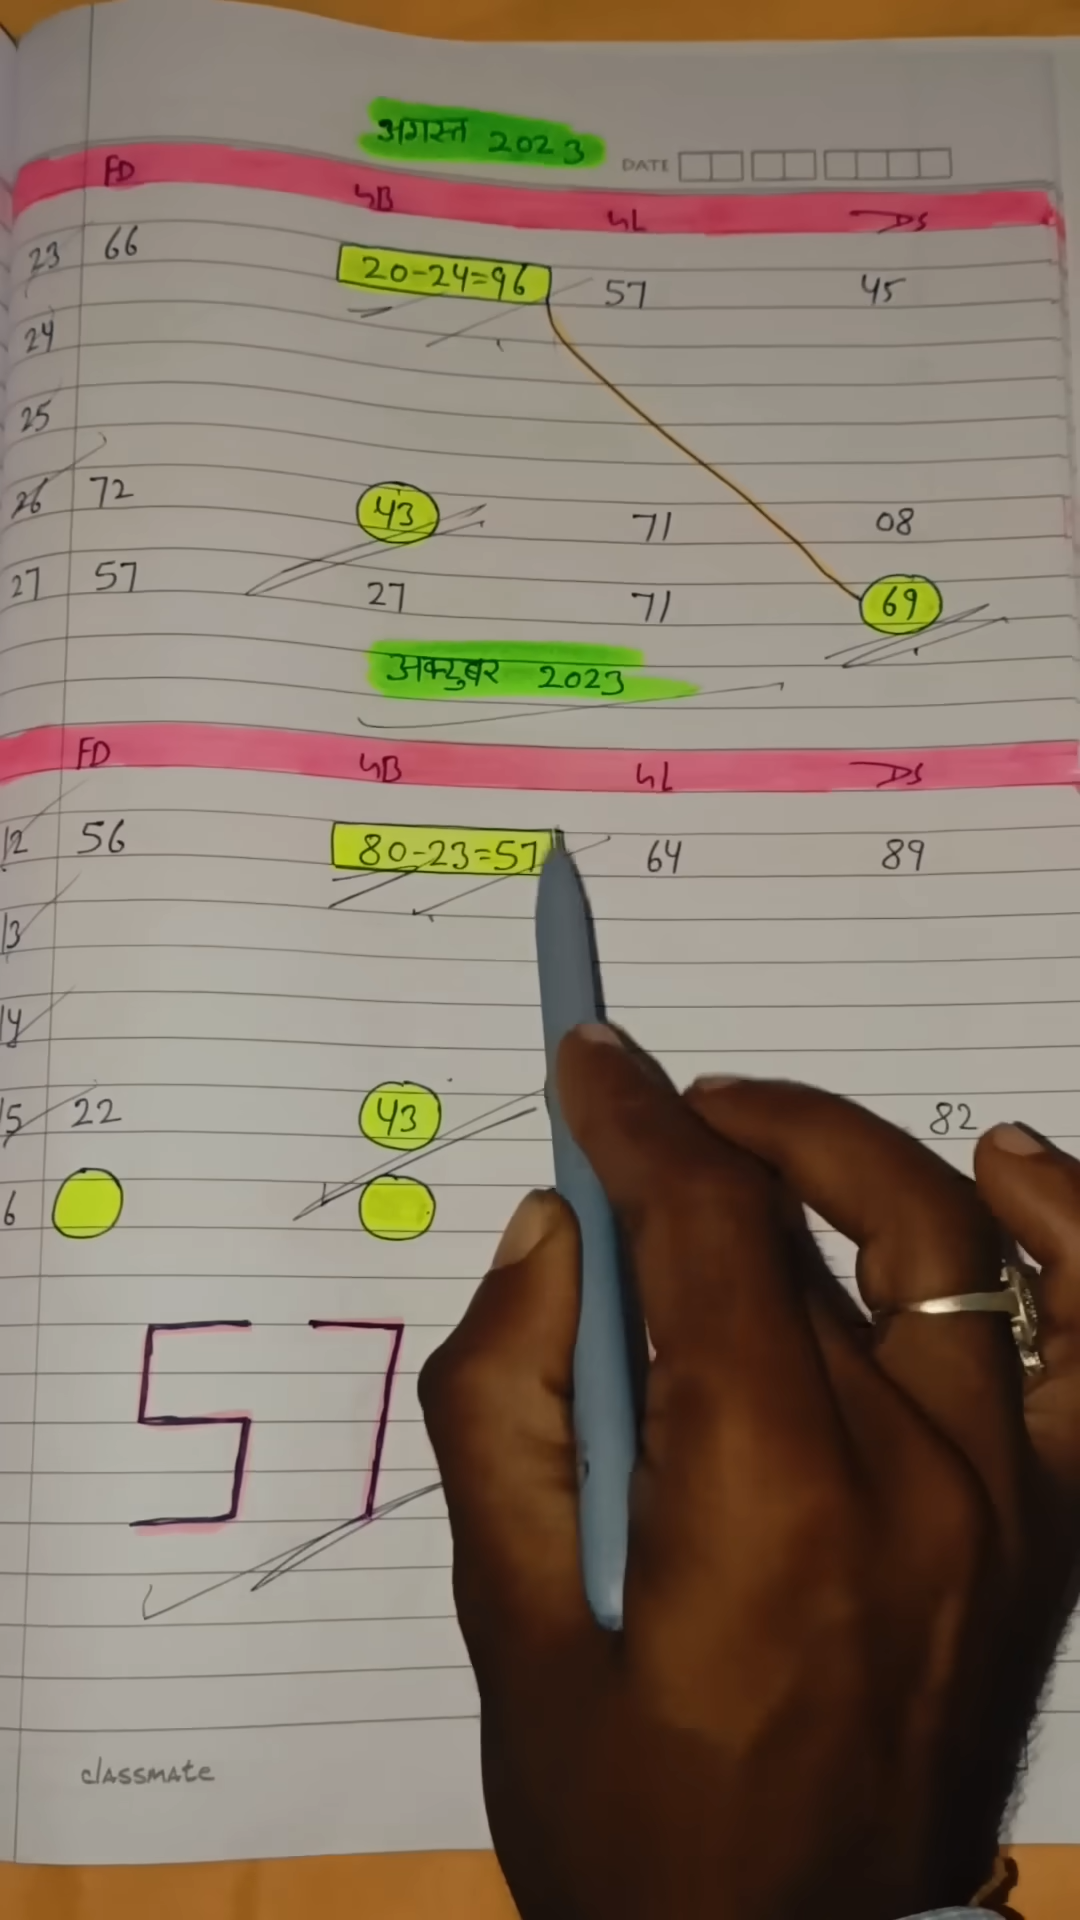 अगस्त 2023
DATE
FD GB GL DS
23 66 20-24=96 57 45
24
25
26 72 43 71 08
27 57 27 71 69
अक्टुबर 2023
FD GB GL DS
12 56 80-23=57 64 89
13
14
15 22 43 82
6
57
classmate